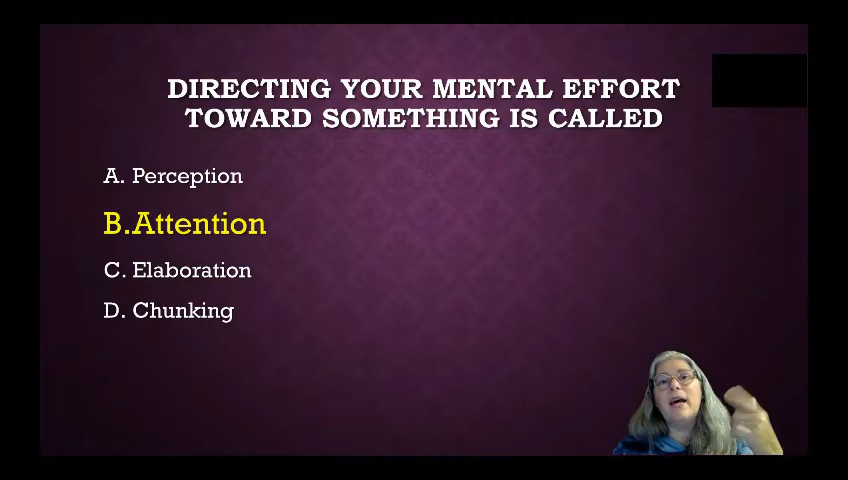 DIRECTING YOUR MENTAL EFFORT
TOWARD SOMETHING IS CALLED
A. Perception
B.Attention
C. Elaboration
D. Chunking